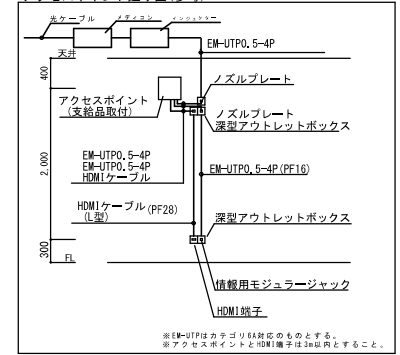 光ケーブル
メディコン
インジェクター
EM-UTP0.5-4P
天井
400
ノズルプレート
アクセスポイント
(支給品取付)
ノズルプレート
深型アウトレットボックス
EM-UTP0.5-4P
EM-UTP0.5-4P
HDMIケーブル
2,000
EM-UTP0.5-4P(PF16)
HDMIケーブル(PF28)
(L型)
深型アウトレットボックス
300
FL
情報用モジュラージャック
HDMI端子
※EM-UTPはカテゴリ6A対応のものとする。
※アクセスポイントとHDMI端子は3m以内とすること。